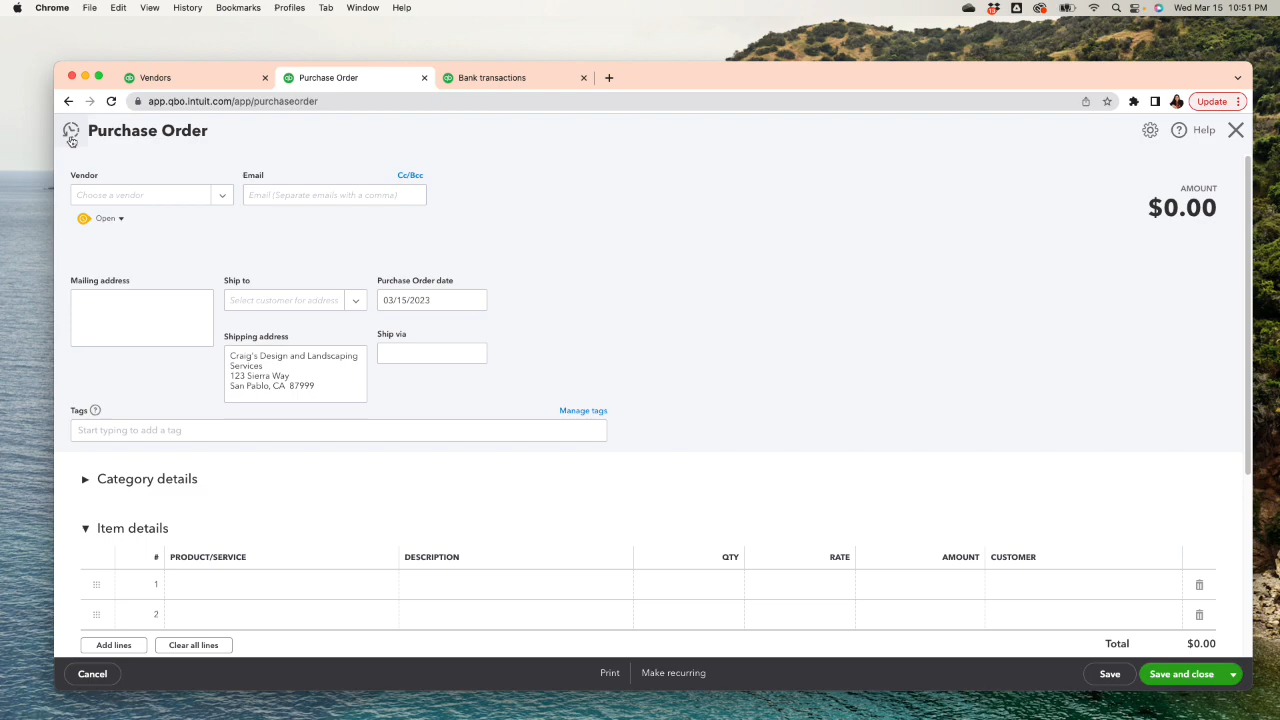 Chrome File Edit View History Bookmarks Profiles Tab Window Help Wed Mar 15 10:51 PM
Vendors Purchase Order Bank transactions
app.qbo.intuit.com/app/purchaseorder Update
Purchase Order Help
Vendor Email Cc/Bcc
Choose a vendor Email (Separate emails with a comma)
AMOUNT
$0.00
Open
Mailing address Ship to Purchase Order date
Select customer for address 03/15/2023
Shipping address Ship via
Craig's Design and Landscaping
Services
123 Sierra Way
San Pablo, CA 87999
Tags Manage tags
Start typing to add a tag
Category details
Item details
# PRODUCT/SERVICE DESCRIPTION QTY RATE AMOUNT CUSTOMER
1
2
Add lines Clear all lines Total $0.00
Cancel Print Make recurring Save Save and close